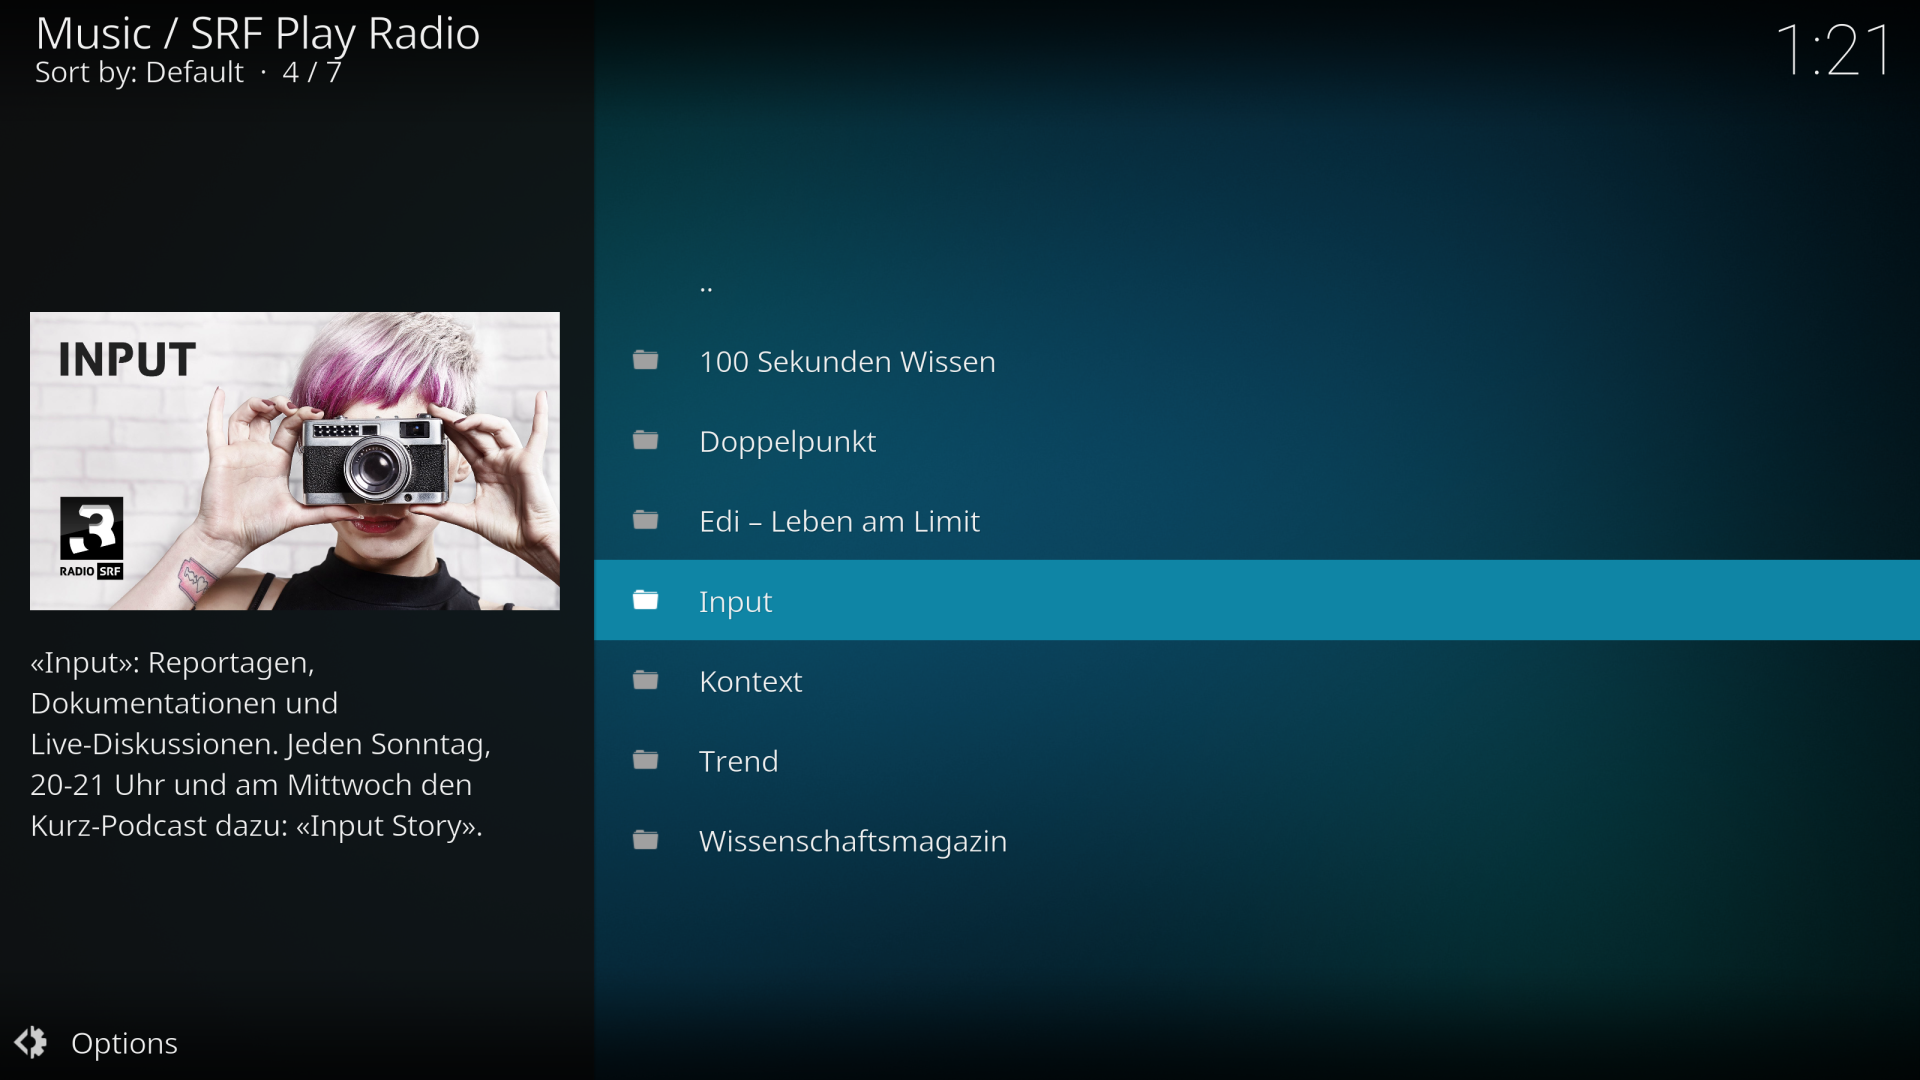 Music / SRF Play Radio
Sort by: Default · 4 / 7
1:21
INPUT
3
RADIO SRF
«Input»: Reportagen,
Dokumentationen und
Live-Diskussionen. Jeden Sonntag,
20-21 Uhr und am Mittwoch den
Kurz-Podcast dazu: «Input Story».
..
100 Sekunden Wissen
Doppelpunkt
Edi – Leben am Limit
Input
Kontext
Trend
Wissenschaftsmagazin
Options